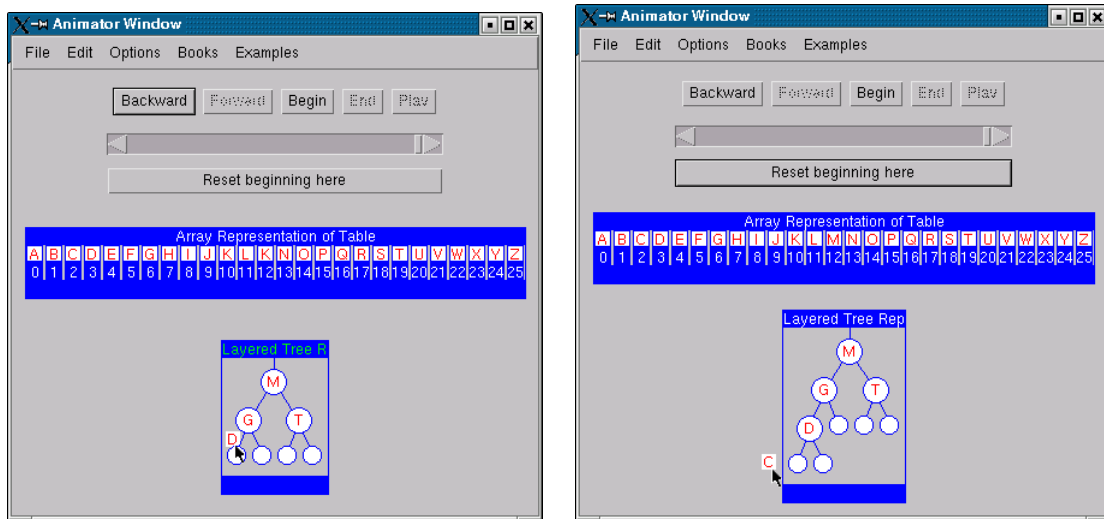 Animator Window
File Edit Options Books Examples
Backward Forward Begin End Play
Reset beginning here
Array Representation of Table
A B C D E F G H I J K L K N O P Q R S T U V W X Y Z
0 1 2 3 4 5 6 7 8 9 10 11 12 13 14 15 16 17 18 19 20 21 22 23 24 25
Layered Tree R
M
G T
D
Animator Window
File Edit Options Books Examples
Backward Forward Begin End Play
Reset beginning here
Array Representation of Table
A B C D E F G H I J K L M N O P Q R S T U V W X Y Z
0 1 2 3 4 5 6 7 8 9 10 11 12 13 14 15 16 17 18 19 20 21 22 23 24 25
Layered Tree Rep
M
G T
D
C